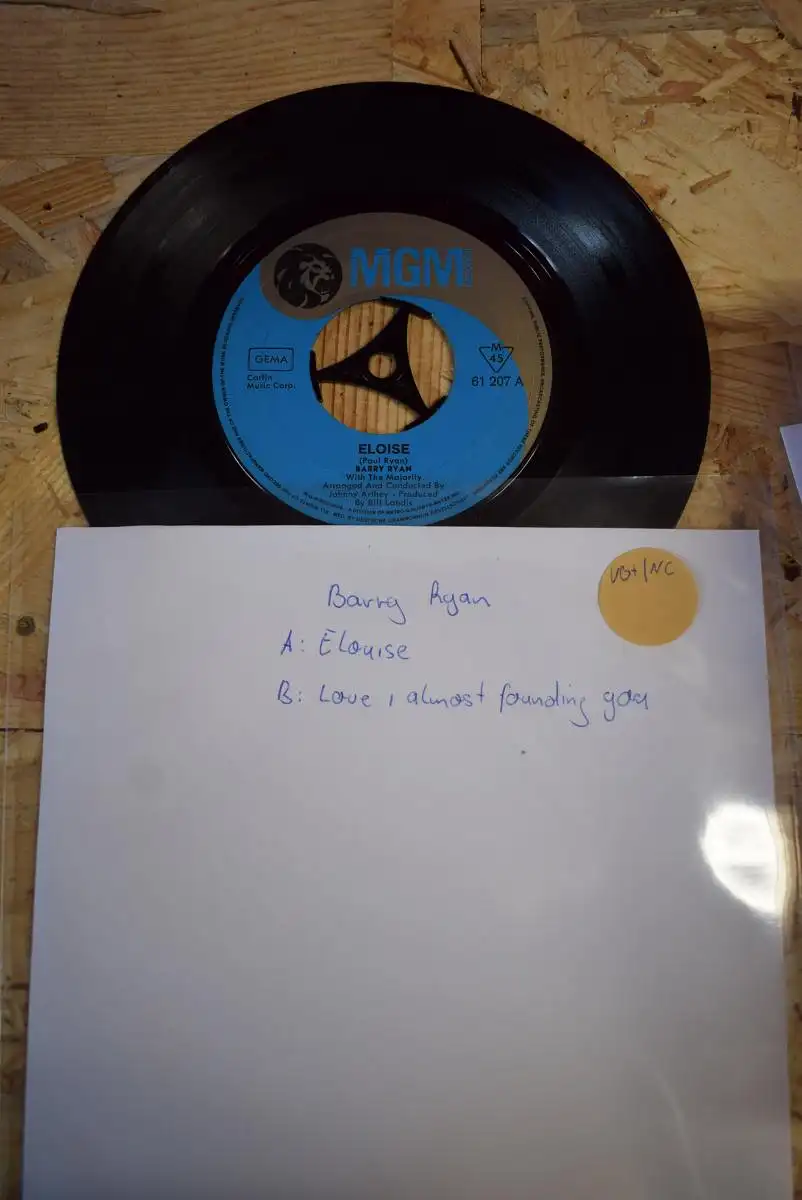 MGM
GEMA
Carlin
Music Corp.
M
45
61 207 A
ELOISE
(Paul Ryan)
BARRY RYAN
With The Majority
Arranged And Conducted By
Johnny Arthey - Produced
By Bill Landis
VG+/NC
Barry Ryan
A: Elouise
B: Love i almost founding you